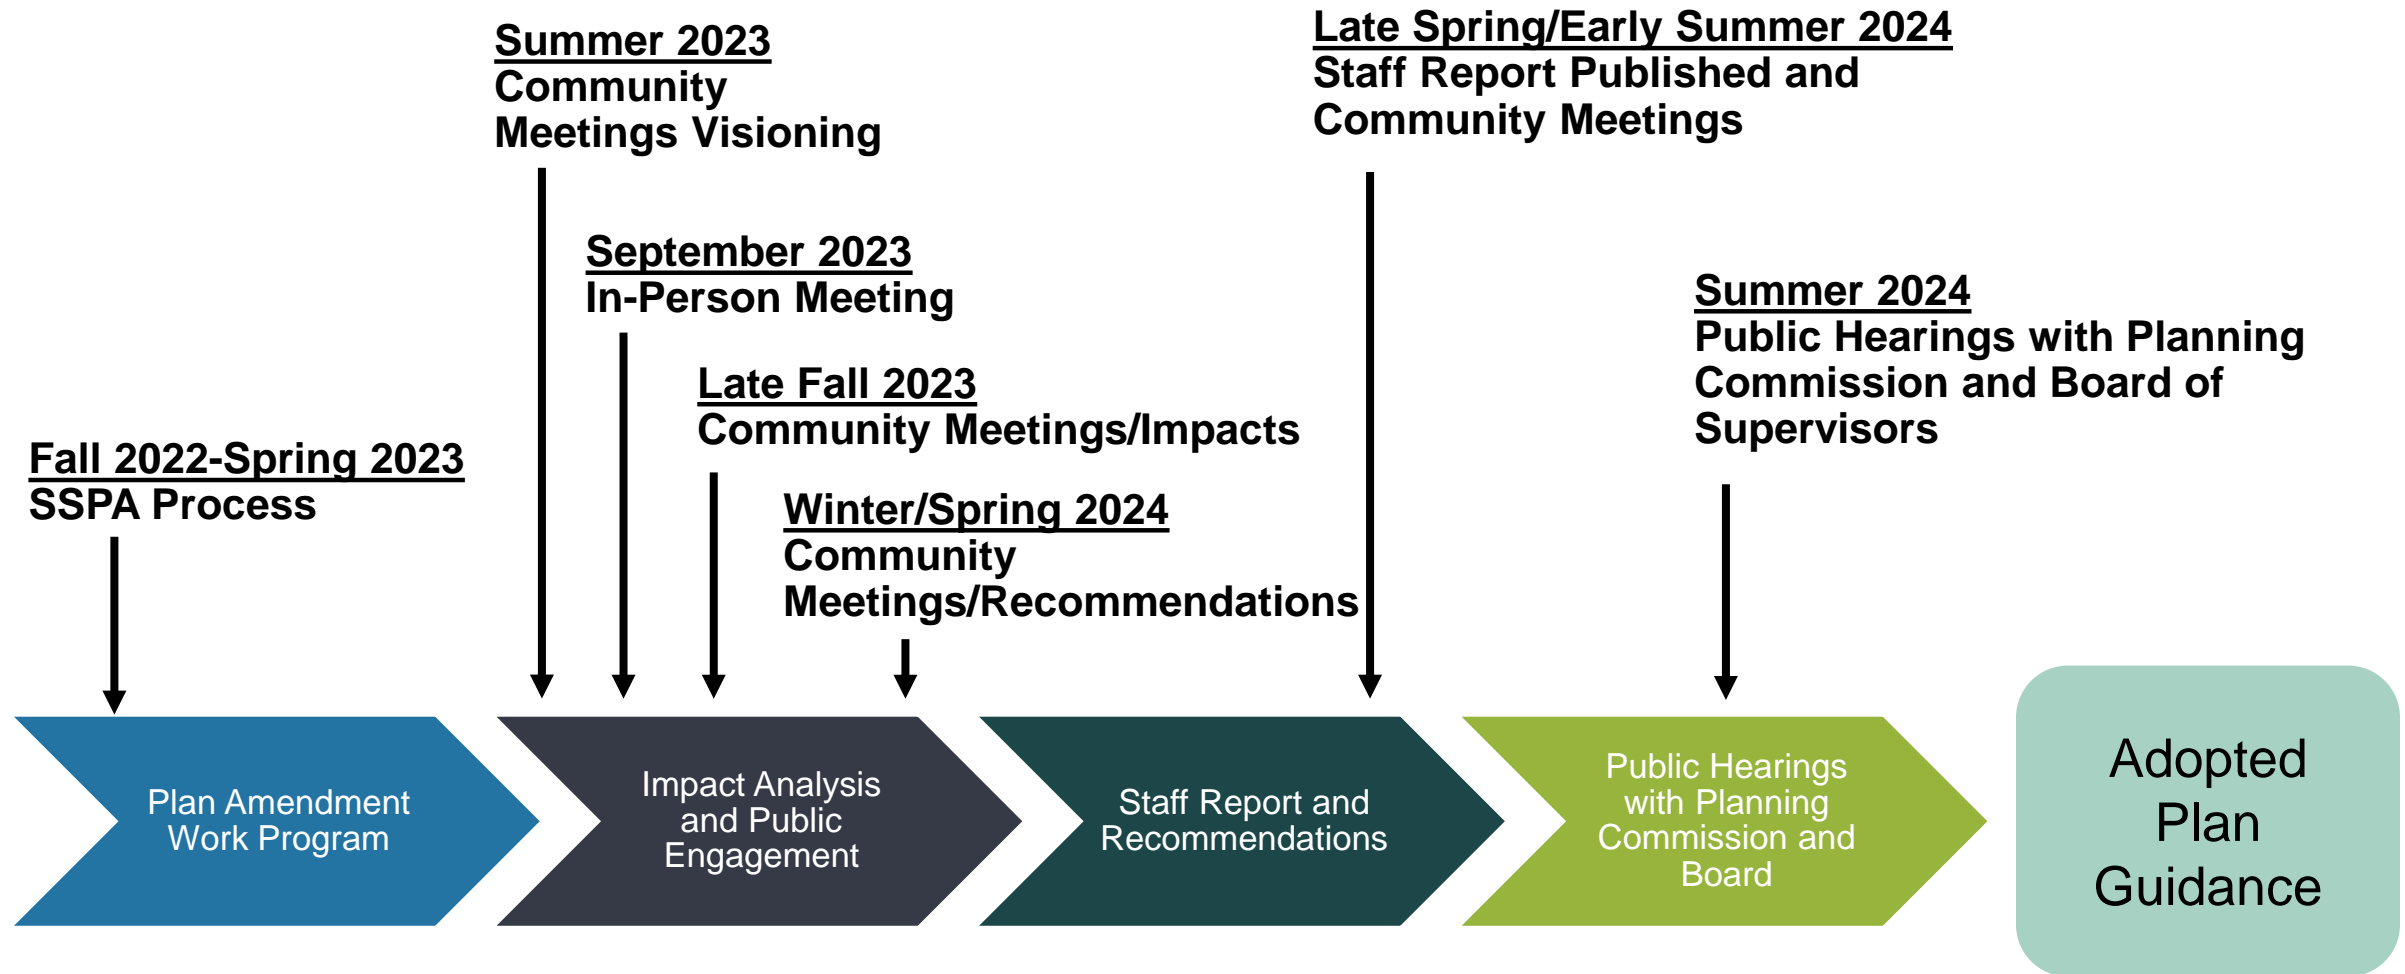 Fall 2022-Spring 2023
SSPA Process
Summer 2023
Community
Meetings Visioning
September 2023
In-Person Meeting
Late Fall 2023
Community Meetings/Impacts
Winter/Spring 2024
Community
Meetings/Recommendations
Late Spring/Early Summer 2024
Staff Report Published and
Community Meetings
Summer 2024
Public Hearings with Planning
Commission and Board of
Supervisors
Plan Amendment
Work Program
Impact Analysis
and Public
Engagement
Staff Report and
Recommendations
Public Hearings
with Planning
Commission and
Board
Adopted
Plan
Guidance